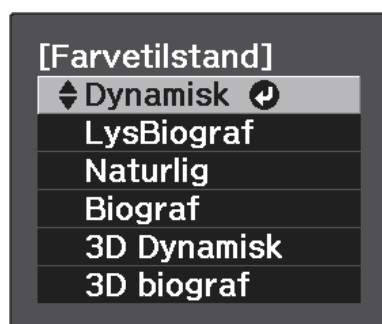 [Farvetilstand]
Dynamisk
LysBiograf
Naturlig
Biograf
3D Dynamisk
3D biograf